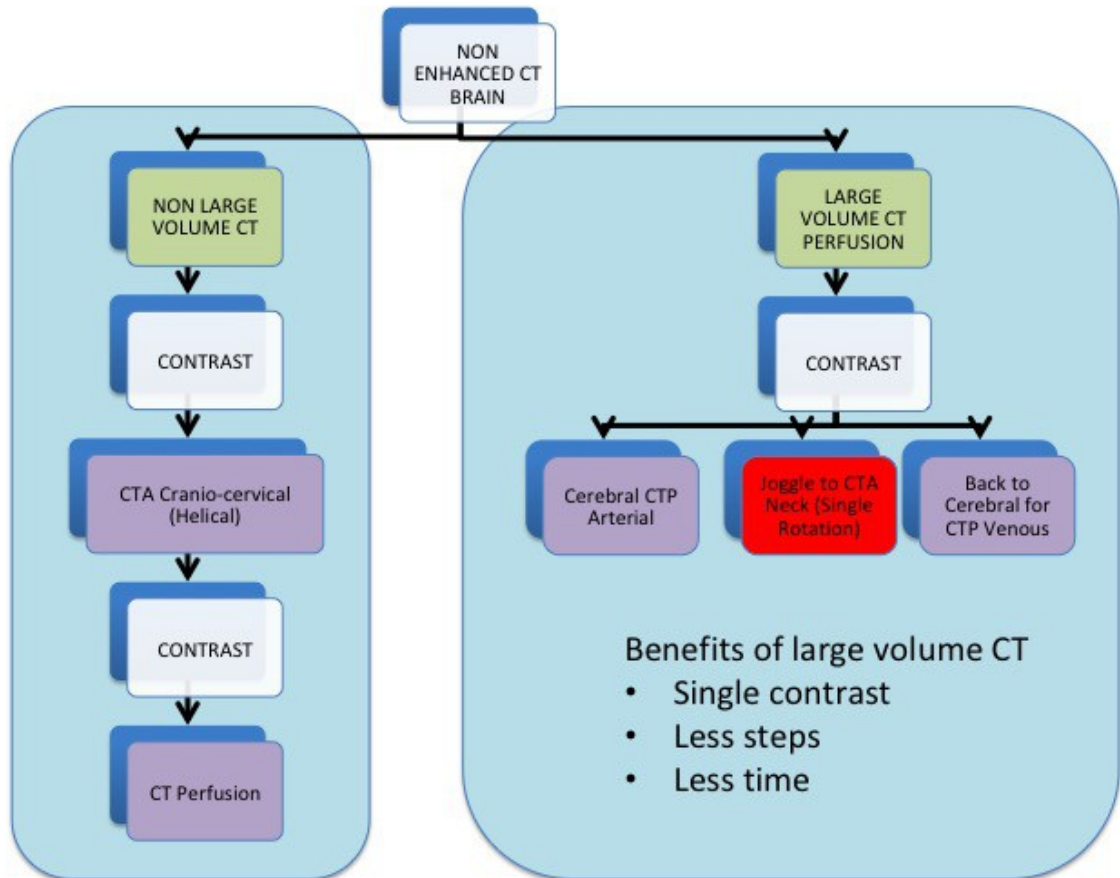 NON
ENHANCED CT
BRAIN
NON LARGE
VOLUME CT
CONTRAST
CTA Cranio-cervical
(Helical)
CONTRAST
CT Perfusion
LARGE
VOLUME CT
PERFUSION
CONTRAST
Cerebral CTP
Arterial
Joggle to CTA
Neck (Single
Rotation)
Back to
Cerebral for
CTP Venous
Benefits of large volume CT
• Single contrast
• Less steps
• Less time